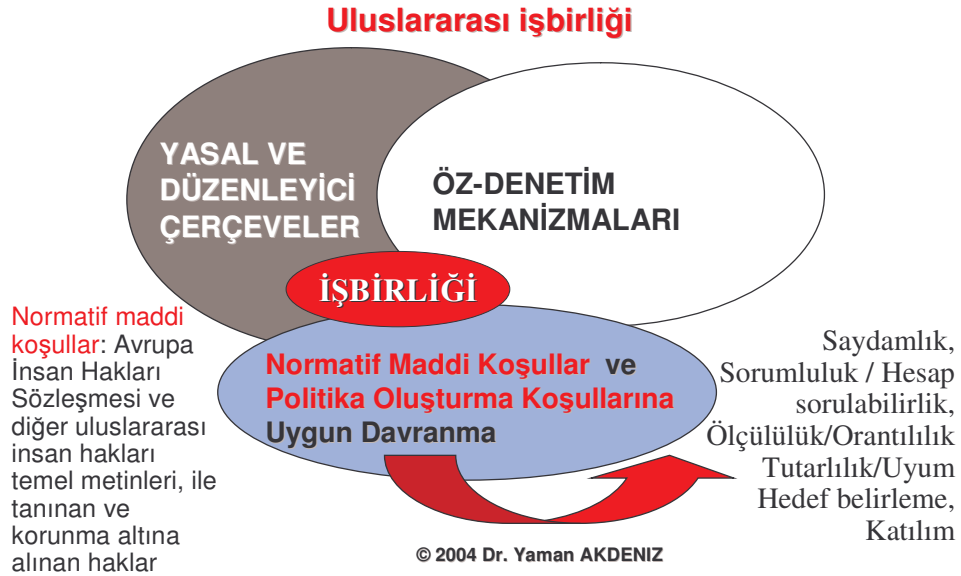 Uluslararası işbirliği
YASAL VE
DÜZENLEYİCİ
ÇERÇEVELER
ÖZ-DENETİM
MEKANİZMALARI
İŞBİRLİĞİ
Normatif maddi
koşullar: Avrupa
İnsan Hakları
Sözleşmesi ve
diğer uluslararası
insan hakları
temel metinleri, ile
tanınan ve
korunma altına
alınan haklar
Normatif Maddi Koşullar ve
Politika Oluşturma Koşullarına
Uygun Davranma
Saydamlık,
Sorumluluk / Hesap
sorulabilirlik,
Ölçülülük/Orantılılık
Tutarlılık/Uyum
Hedef belirleme,
Katılım
© 2004 Dr. Yaman AKDENIZ